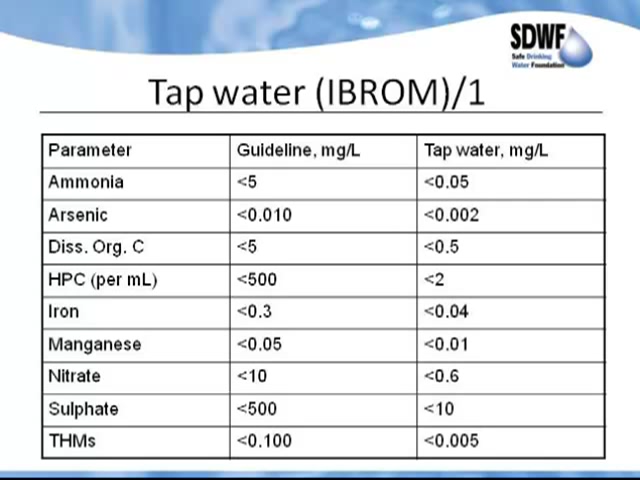 SDWF
Safe Drinking
Water Foundation
Tap water (IBROM)/1
Parameter Guideline, mg/L Tap water, mg/L
Ammonia <5 <0.05
Arsenic <0.010 <0.002
Diss. Org. C <5 <0.5
HPC (per mL) <500 <2
Iron <0.3 <0.04
Manganese <0.05 <0.01
Nitrate <10 <0.6
Sulphate <500 <10
THMs <0.100 <0.005